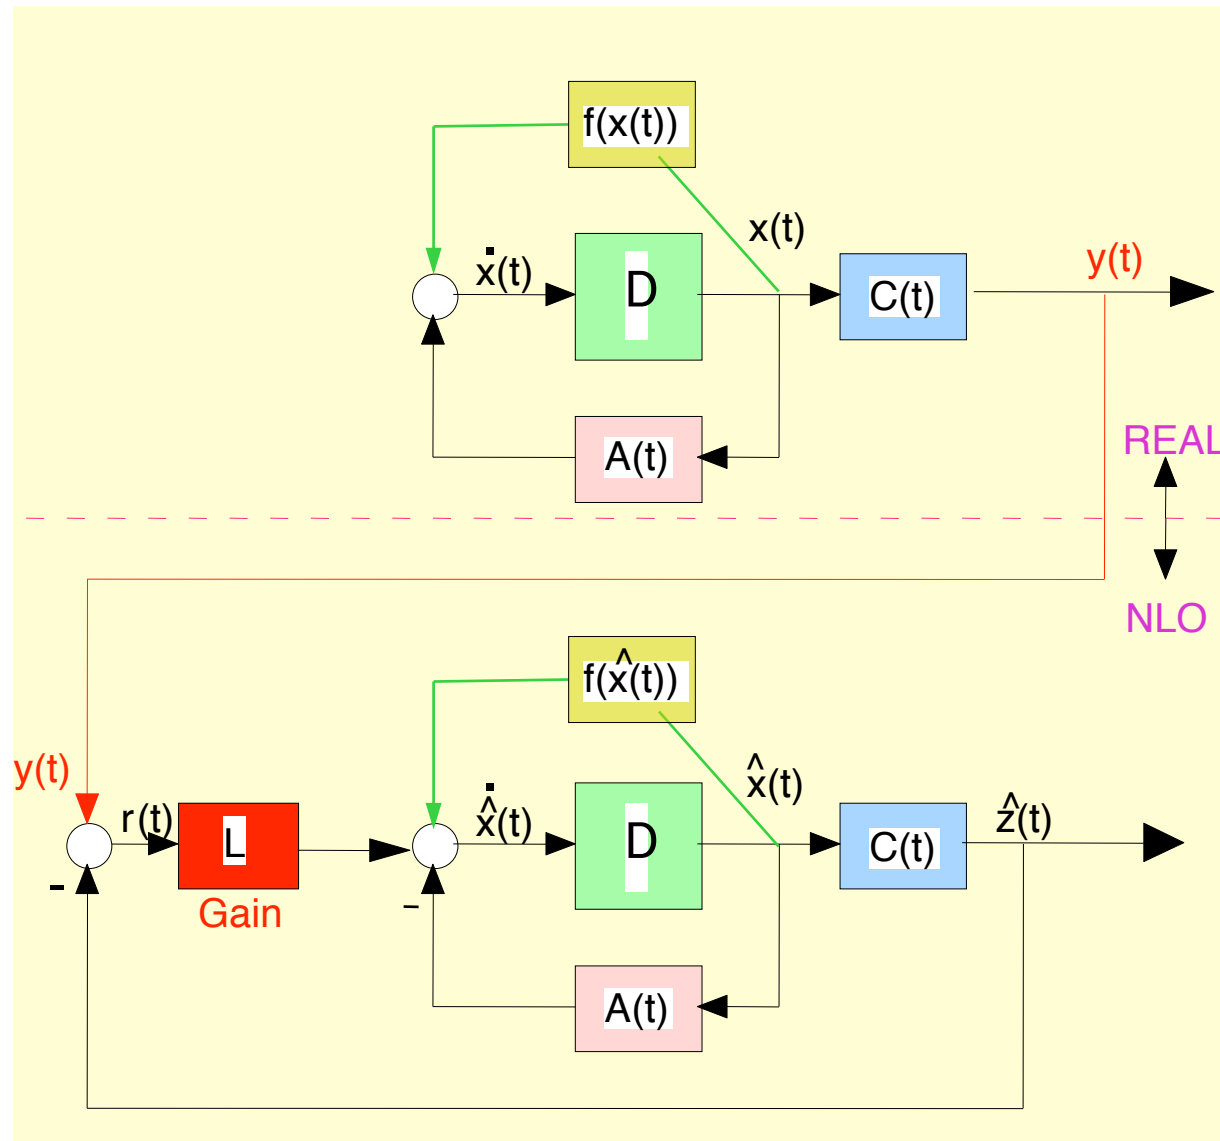 f(x(t))
x(t)
ẋ(t)
D
C(t)
y(t)
A(t)
REAL
NLO
f(x̂(t))
y(t)
r(t)
L
Gain
-
x̂̇(t)
D
x̂(t)
C(t)
ẑ(t)
-
A(t)